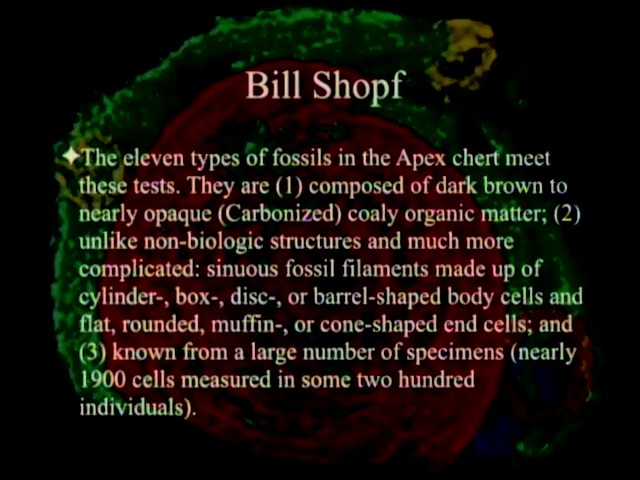 Bill Shopf
The eleven types of fossils in the Apex chert meet
these tests. They are (1) composed of dark brown to
nearly opaque (Carbonized) coaly organic matter; (2)
unlike non-biologic structures and much more
complicated: sinuous fossil filaments made up of
cylinder-, box-, disc-, or barrel-shaped body cells and
flat, rounded, muffin-, or cone-shaped end cells; and
(3) known from a large number of specimens (nearly
1900 cells measured in some two hundred
individuals).